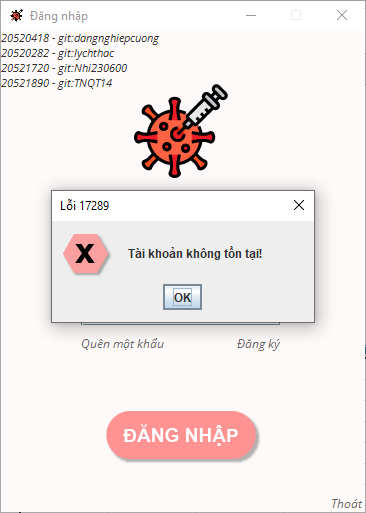 Đăng nhập
20520418 - git:dangnghiepcuong
20520282 - git:lychthac
20521720 - git:Nhi230600
20521890 - git:TNQT14
Lỗi 17289
X
Tài khoản không tồn tại!
OK
Quên mật khẩu Đăng ký
ĐĂNG NHẬP
Thoát